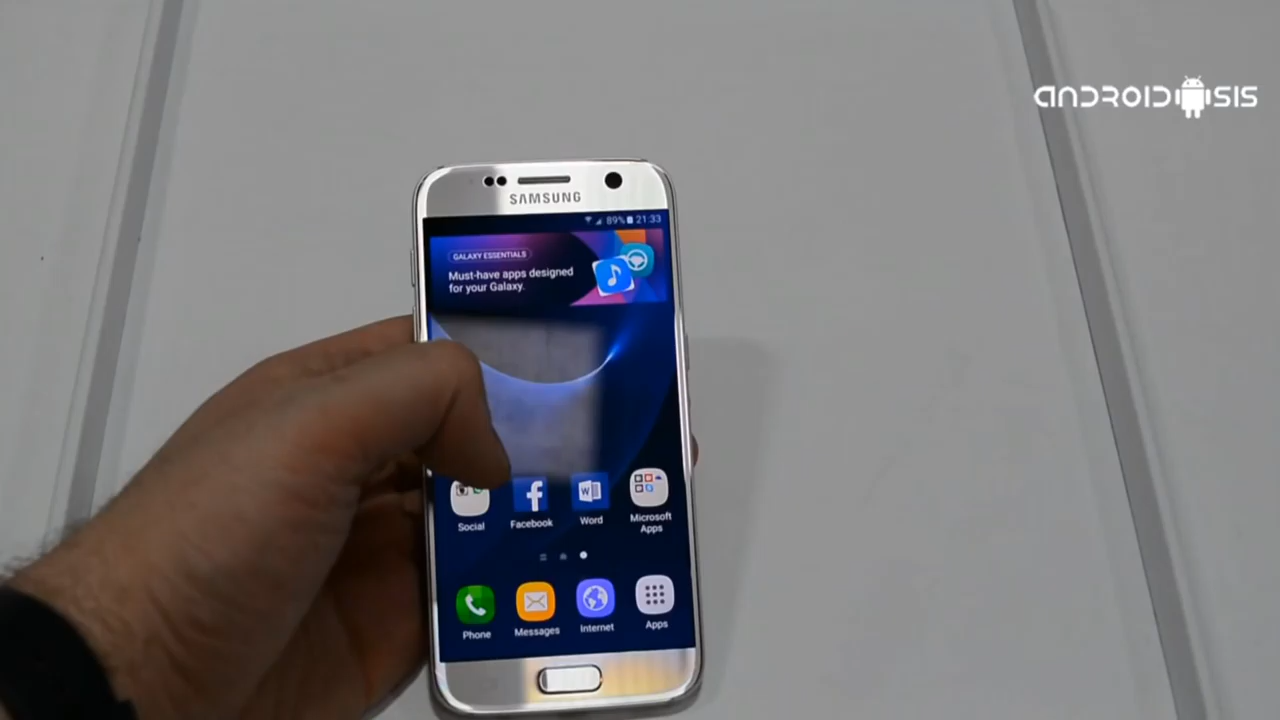 ANDROIDSIS
SAMSUNG
89% 21:33
GALAXY ESSENTIALS
Must-have apps designed
for your Galaxy.
Social
Facebook
Word
Microsoft
Apps
Phone
Messages
Internet
Apps